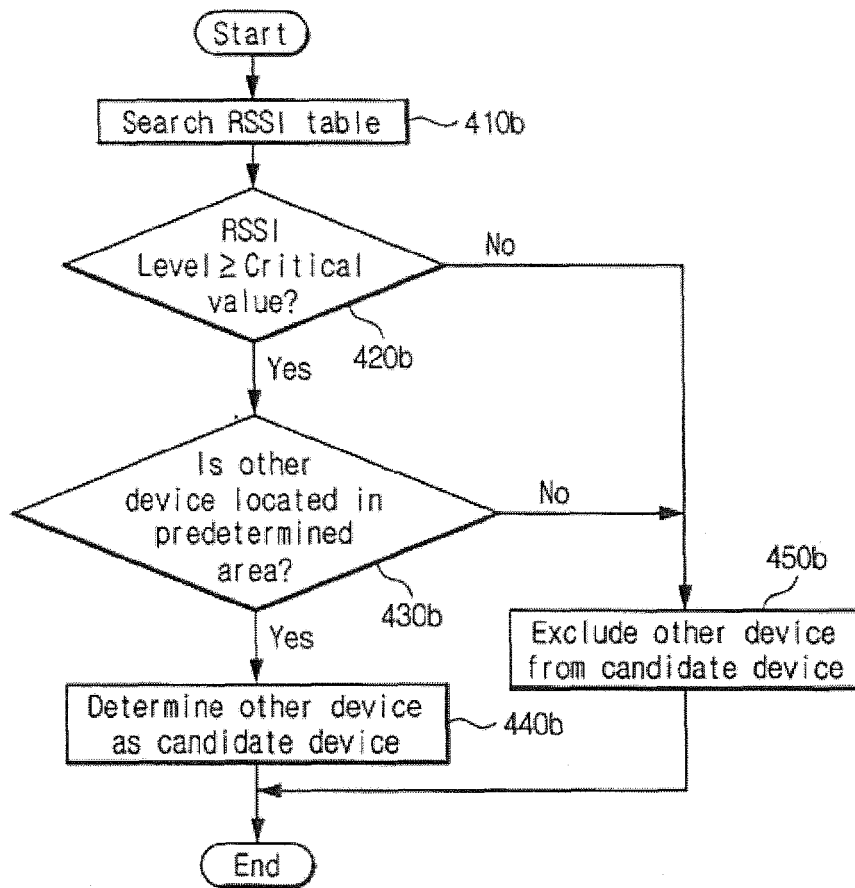 Start
Search RSSI table
410b
RSSI
Level ≥ Critical
value?
No
420b
Yes
Is other
device located in
predetermined
area?
No
430b
450b
Yes
Exclude other device
from candidate device
Determine other device
as candidate device
440b
End